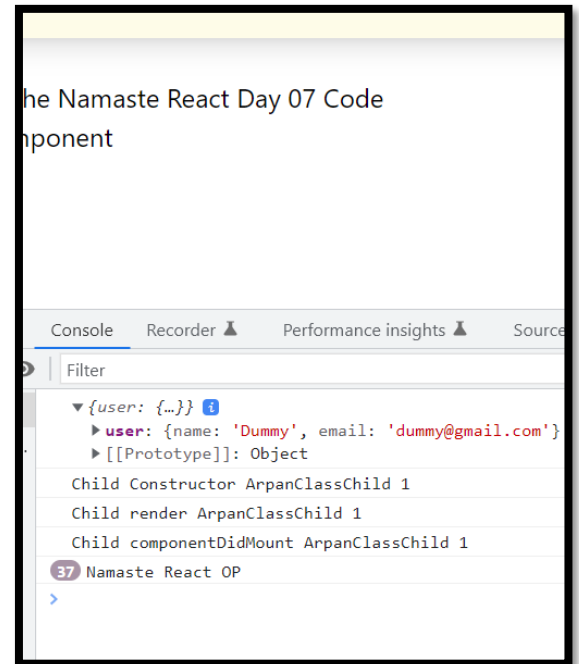 he Namaste React Day 07 Code
ponent
Console Recorder Performance insights Source
Filter
▼{user: {…}} i
▶user: {name: 'Dummy', email: 'dummy@gmail.com'}
▶[[Prototype]]: Object
Child Constructor ArpanClassChild 1
Child render ArpanClassChild 1
Child componentDidMount ArpanClassChild 1
37 Namaste React OP
>